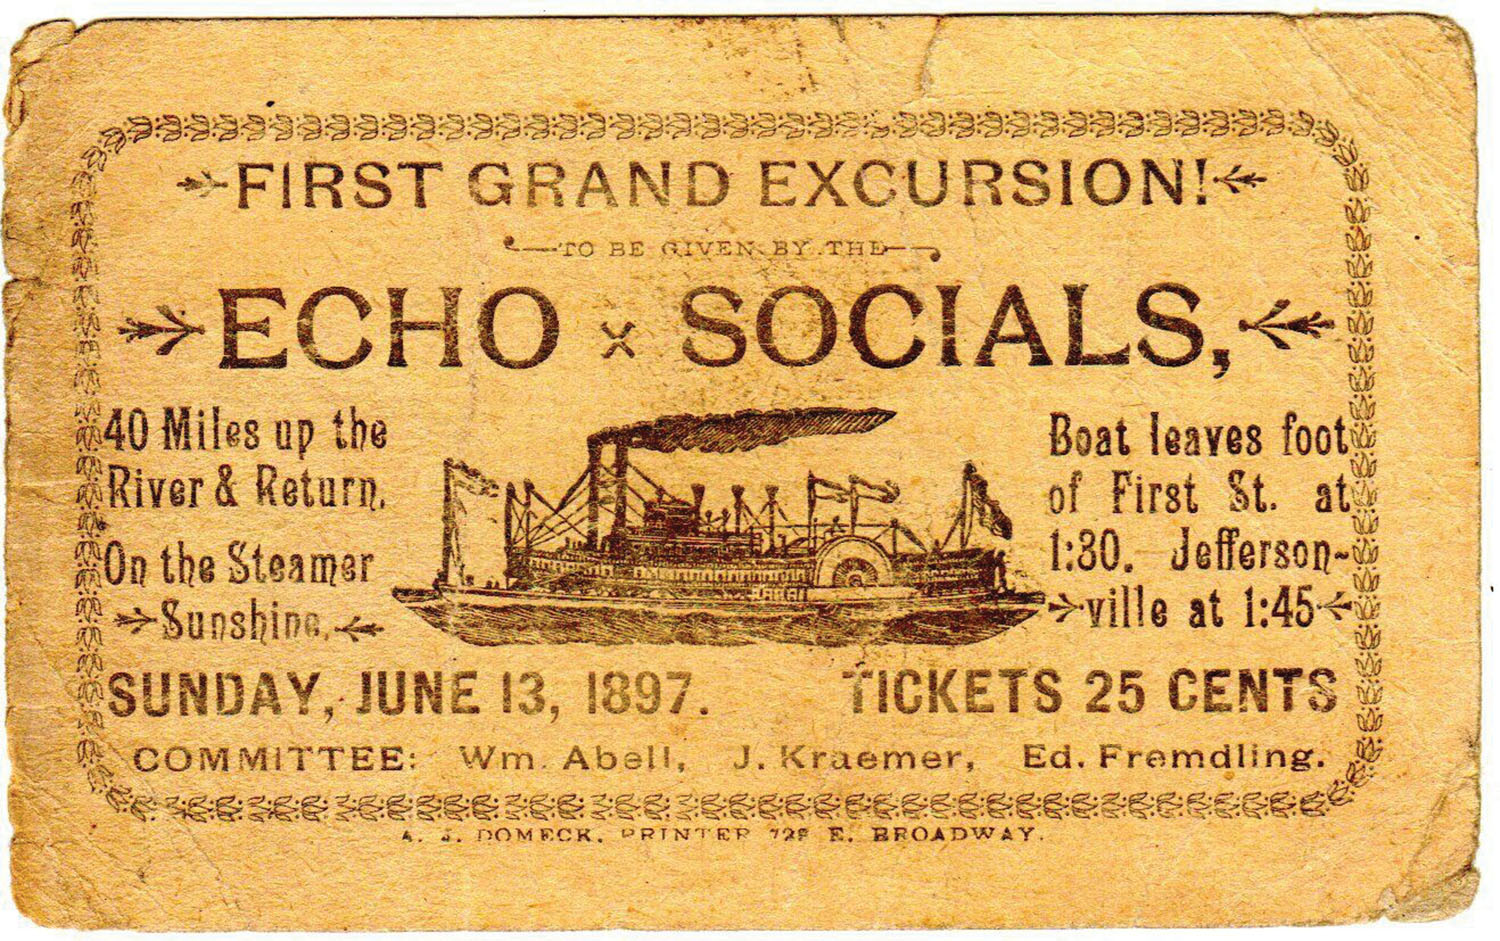 FIRST GRAND EXCURSION!
TO BE GIVEN BY THE
ECHO x SOCIALS,
40 Miles up the
River & Return.
On the Steamer
Sunshine.
Boat leaves foot
of First St. at
1:30. Jefferson-
ville at 1:45
SUNDAY, JUNE 13, 1897.
TICKETS 25 CENTS
COMMITTEE: Wm. Abell, J. Kraemer, Ed. Fremdling.
DOMECK, PRINTER E. BROADWAY.